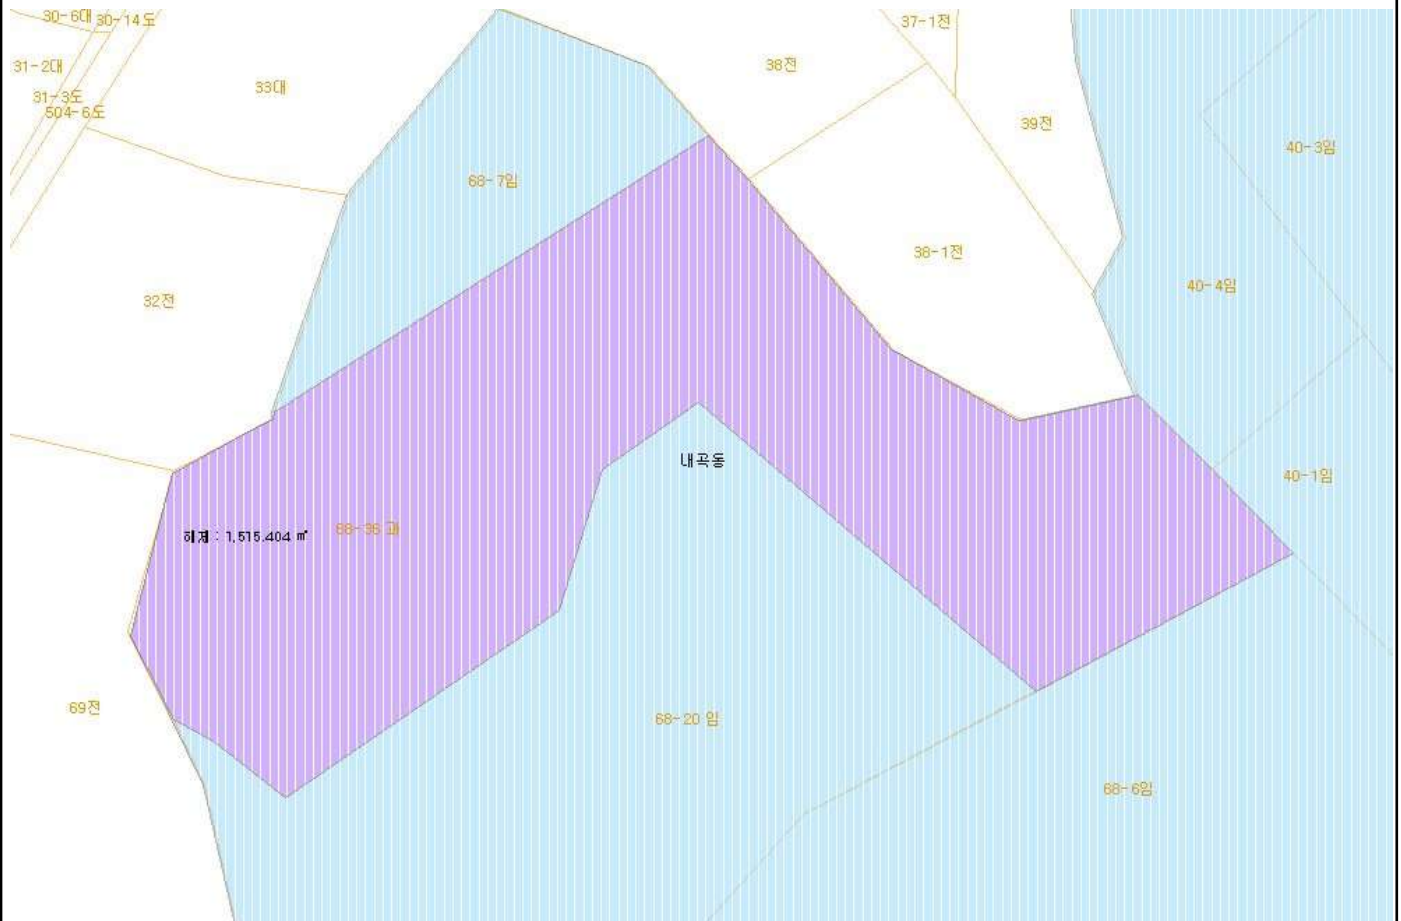 30-6대
30-14도
37-1전
31-2대
38전
33대
31-3도
504-6도
39전
40-3임
68-7임
38-1전
40-4임
32전
내곡동
40-1임
해제 : 1,515.404 ㎡
68-36 과
69전
68-20 임
68-6임